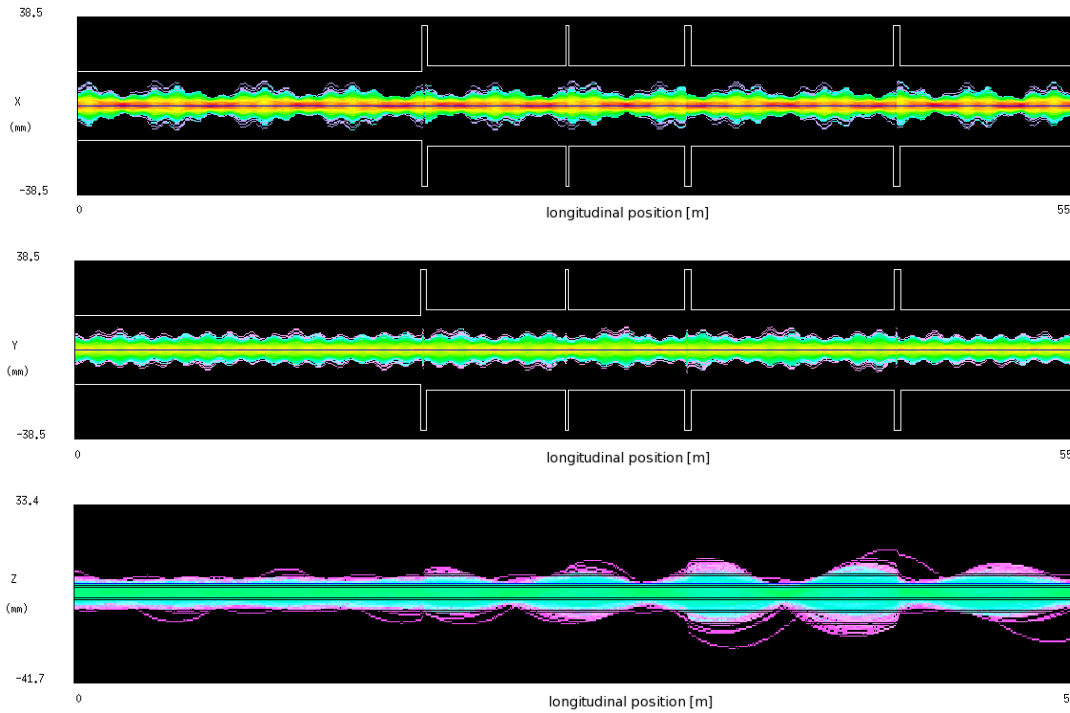 38.5
X
(mm)
-38.5
0
longitudinal position [m]
55
38.5
Y
(mm)
-38.5
0
longitudinal position [m]
55
33.4
Z
(mm)
-41.7
0
longitudinal position [m]
5